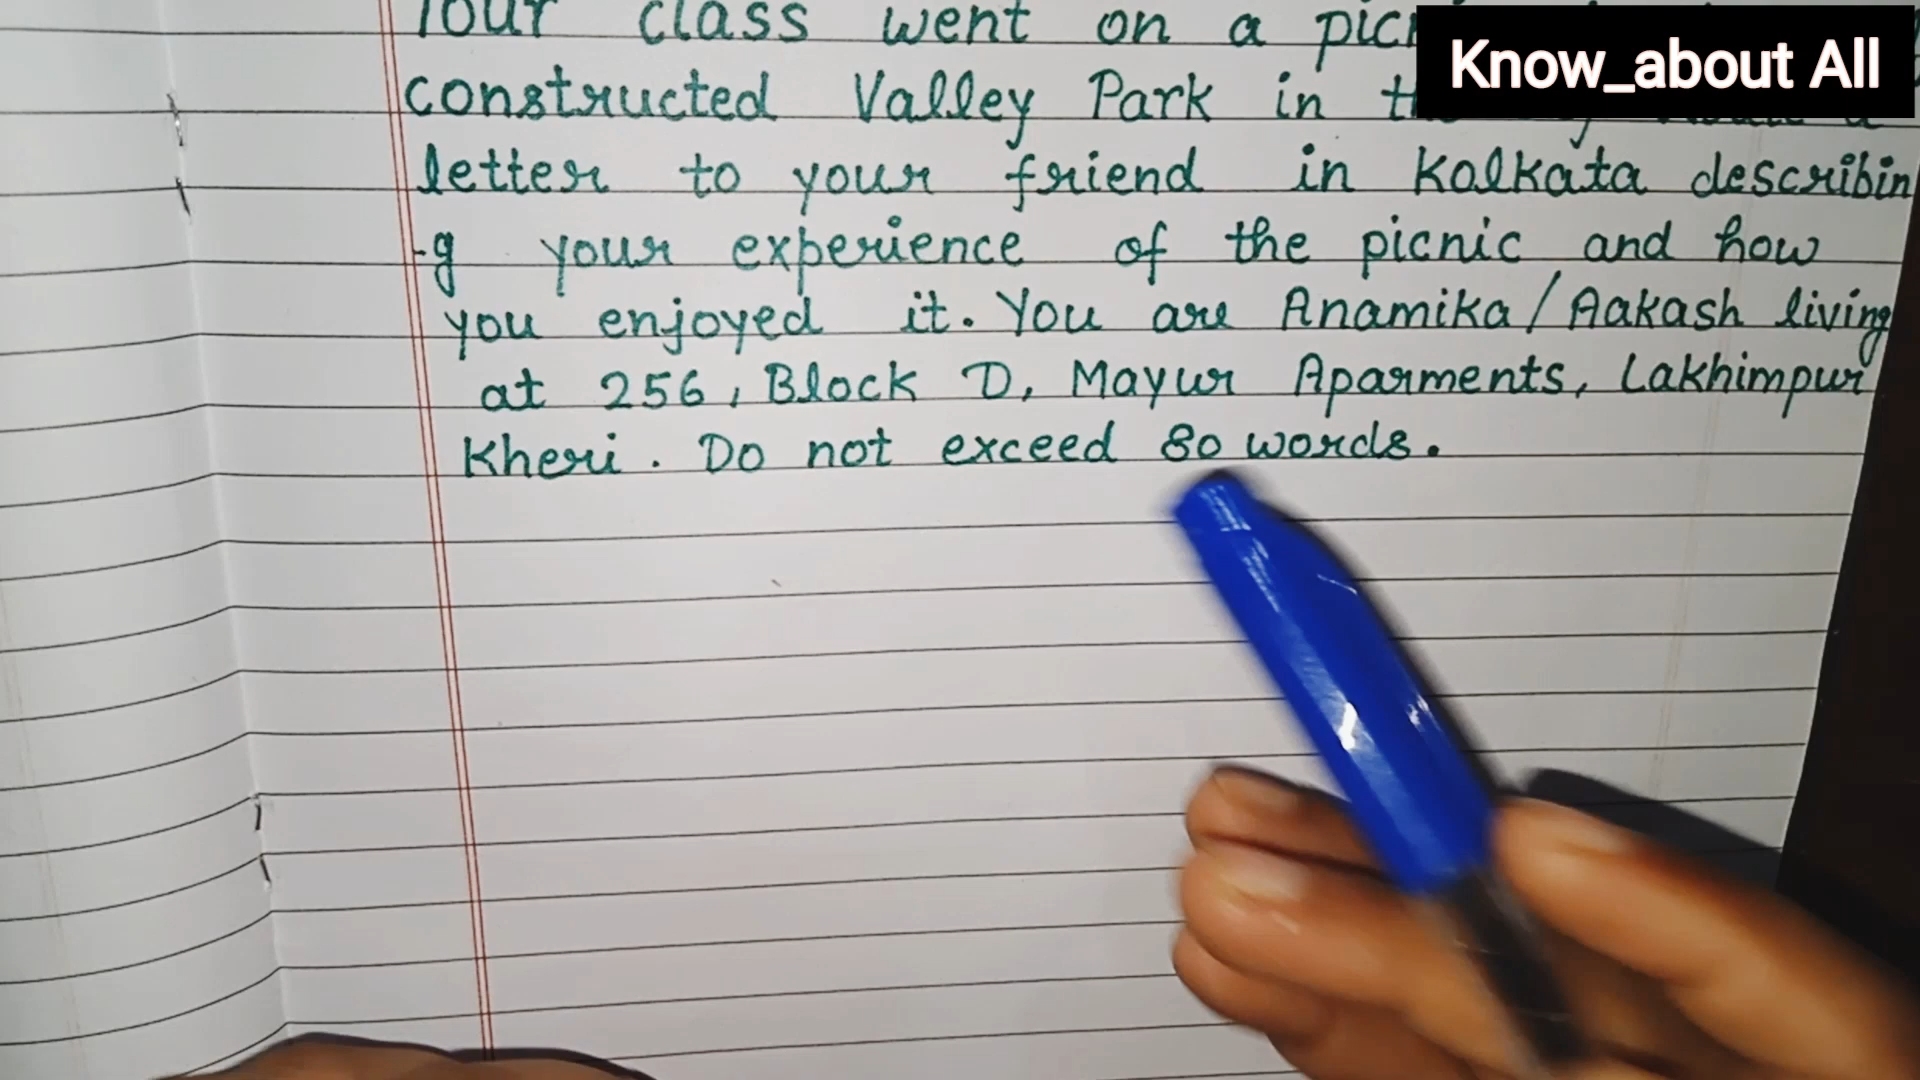 Your class went on a
Know_about All
constructed Valley Park in
letter to your friend in Kolkata describin
-g your experience of the picnic and how
you enjoyed it. You are Anamika/Aakash living
at 256, Block D, Mayur Aparments, Lakhimpur
Kheri. Do not exceed 80 words.